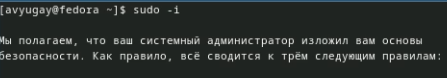 [avyugay@fedora ~]$ sudo -i
Мы полагаем, что ваш системный администратор изложил вам основы
безопасности. Как правило, всё сводится к трём следующим правилам: